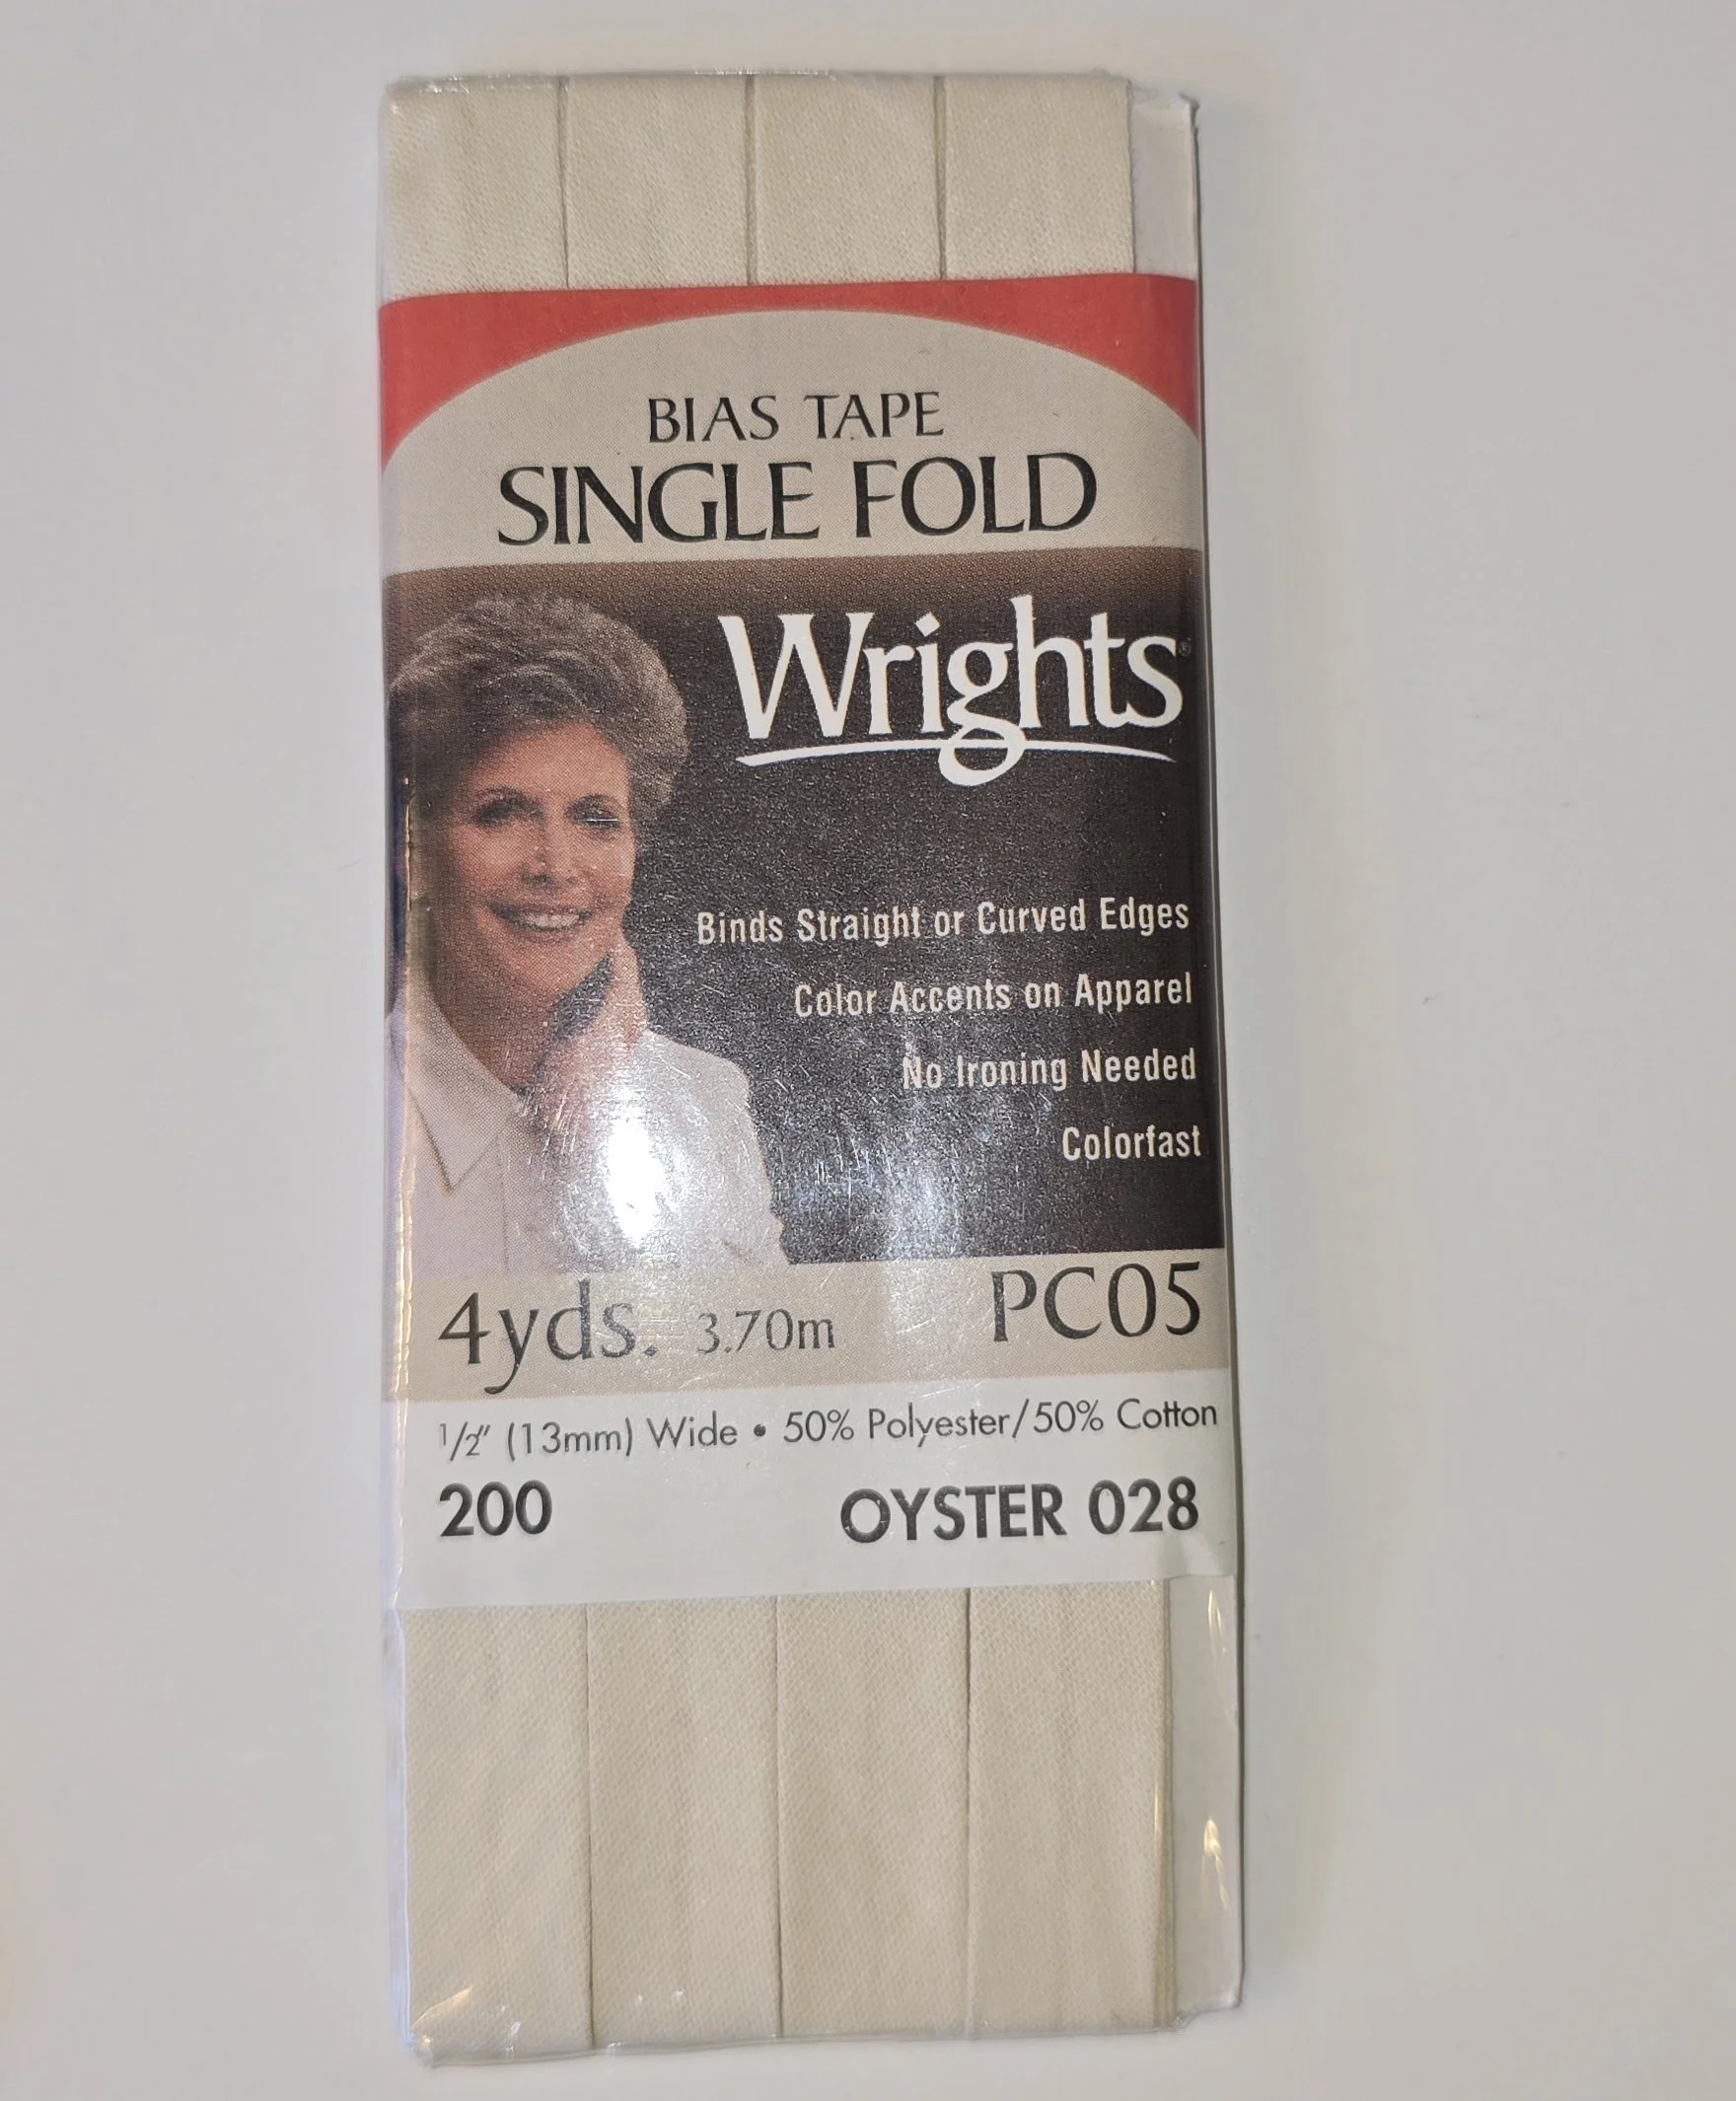 BIAS TAPE
SINGLE FOLD
Wrights®
Binds Straight or Curved Edges
Color Accents on Apparel
No Ironing Needed
Colorfast
4yds. 3.70m PC05
1/2" (13mm) Wide • 50% Polyester/50% Cotton
200 OYSTER 028